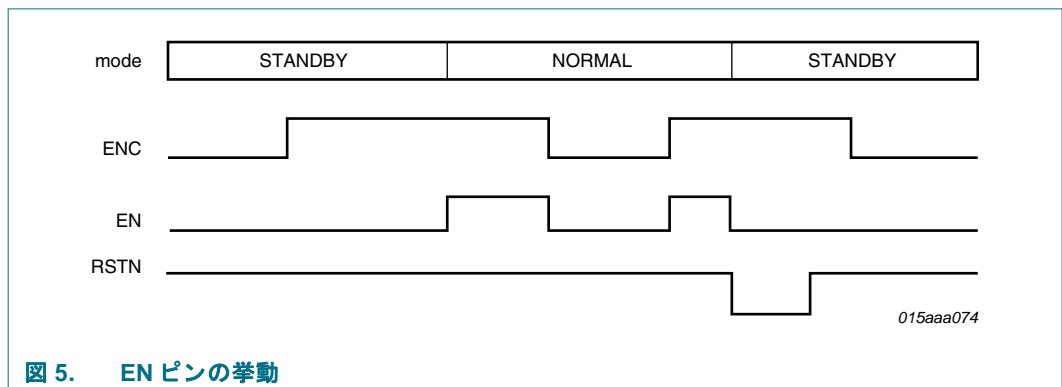 mode STANDBY NORMAL STANDBY
ENC
EN
RSTN
015aaa074
図 5. EN ピンの挙動